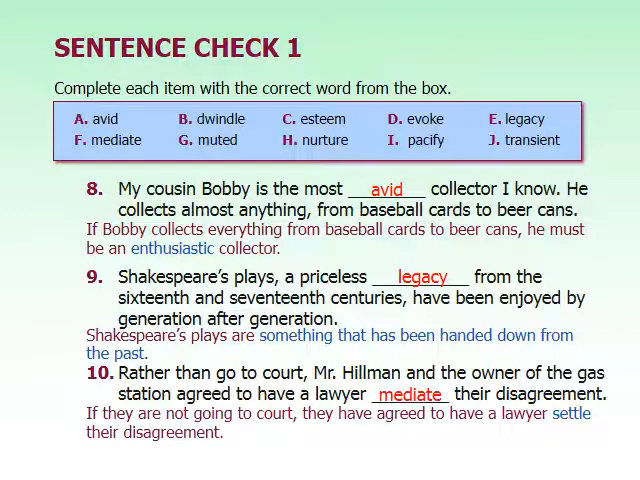 SENTENCE CHECK 1
Complete each item with the correct word from the box.
A. avid B. dwindle C. esteem D. evoke E. legacy
F. mediate G. muted H. nurture I. pacify J. transient
8. My cousin Bobby is the most avid collector I know. He
collects almost anything, from baseball cards to beer cans.
If Bobby collects everything from baseball cards to beer cans, he must
be an enthusiastic collector.
9. Shakespeare’s plays, a priceless legacy from the
sixteenth and seventeenth centuries, have been enjoyed by
generation after generation.
Shakespeare’s plays are something that has been handed down from
the past.
10. Rather than go to court, Mr. Hillman and the owner of the gas
station agreed to have a lawyer mediate their disagreement.
If they are not going to court, they have agreed to have a lawyer settle
their disagreement.